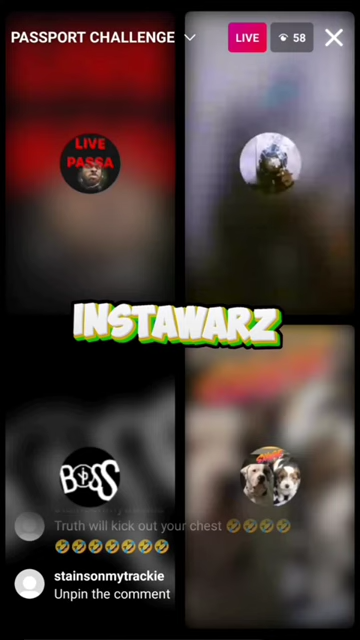 PASSPORT CHALLENGE
LIVE
58
LIVE
PASSA
INSTAWARZ
BOSS
Truth will kick out your chest 🤣🤣🤣🤣
🤣🤣🤣🤣🤣🤣🤣
stainsonmytrackie
Unpin the comment